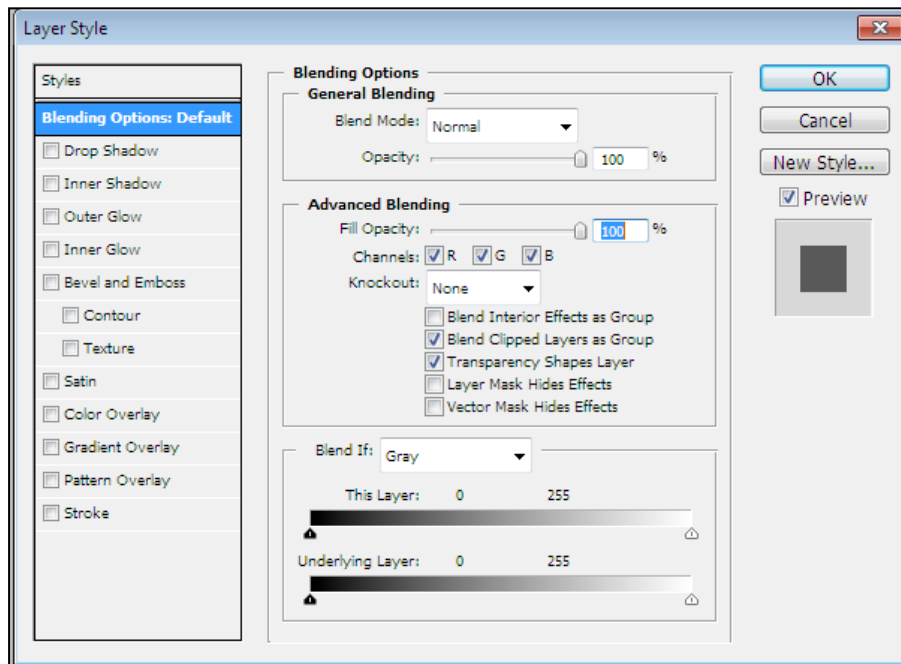 Layer Style
Styles
Blending Options: Default
Drop Shadow
Inner Shadow
Outer Glow
Inner Glow
Bevel and Emboss
Contour
Texture
Satin
Color Overlay
Gradient Overlay
Pattern Overlay
Stroke
Blending Options
General Blending
Blend Mode: Normal
Opacity: 100 %
Advanced Blending
Fill Opacity: 100 %
Channels: R G B
Knockout: None
Blend Interior Effects as Group
Blend Clipped Layers as Group
Transparency Shapes Layer
Layer Mask Hides Effects
Vector Mask Hides Effects
Blend If: Gray
This Layer: 0 255
Underlying Layer: 0 255
OK
Cancel
New Style...
Preview